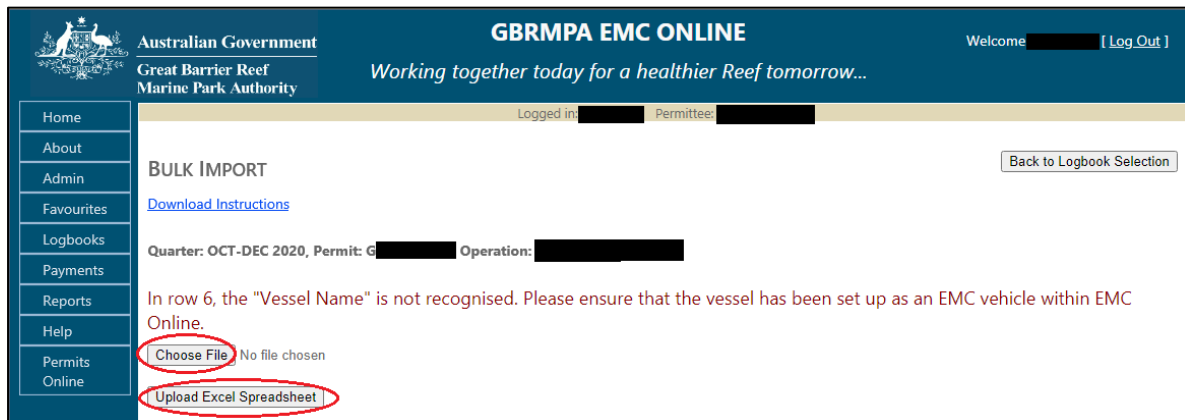 Australian Government
Great Barrier Reef
Marine Park Authority
GBRMPA EMC ONLINE
Working together today for a healthier Reef tomorrow...
Welcome [ Log Out ]
Logged in: Permittee:
Home
About
Admin
Favourites
Logbooks
Payments
Reports
Help
Permits
Online
BULK IMPORT
Back to Logbook Selection
Download Instructions
Quarter: OCT-DEC 2020, Permit: G Operation:
In row 6, the "Vessel Name" is not recognised. Please ensure that the vessel has been set up as an EMC vehicle within EMC
Online.
Choose File No file chosen
Upload Excel Spreadsheet